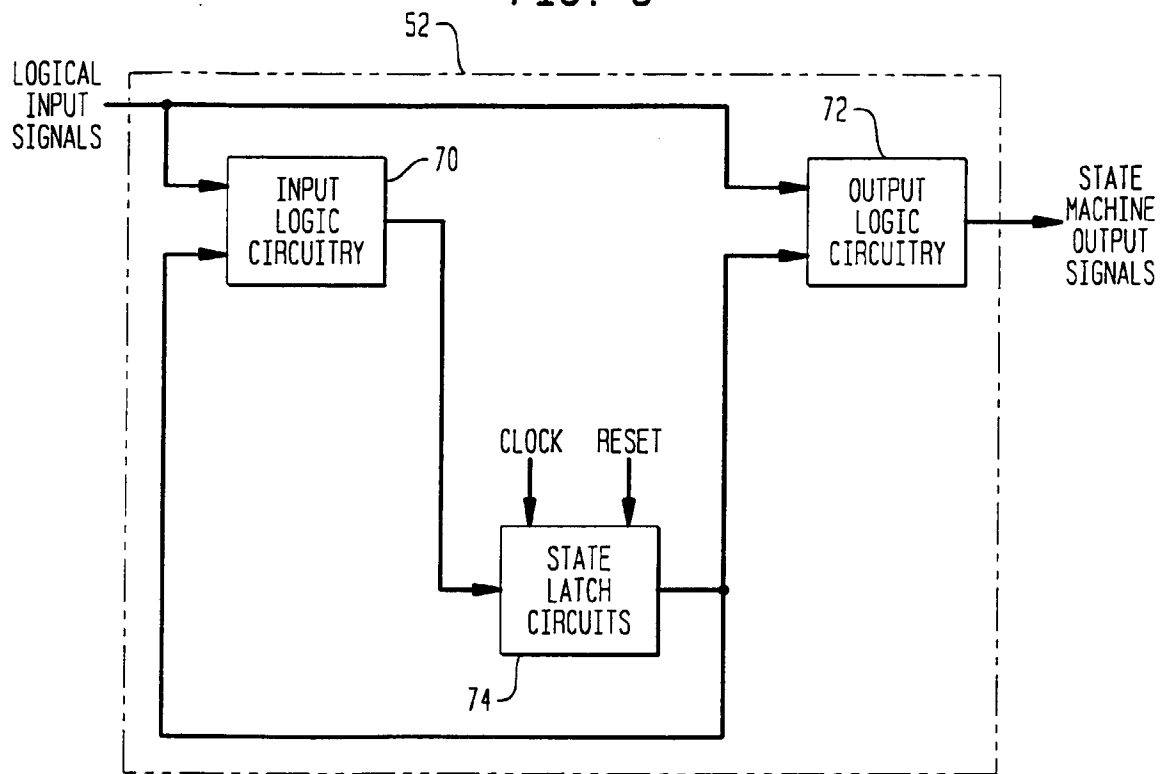 52
LOGICAL
INPUT
SIGNALS
72
70
INPUT
LOGIC
CIRCUITRY
OUTPUT
LOGIC
CIRCUITRY
STATE
MACHINE
OUTPUT
SIGNALS
CLOCK RESET
STATE
LATCH
CIRCUITS
74